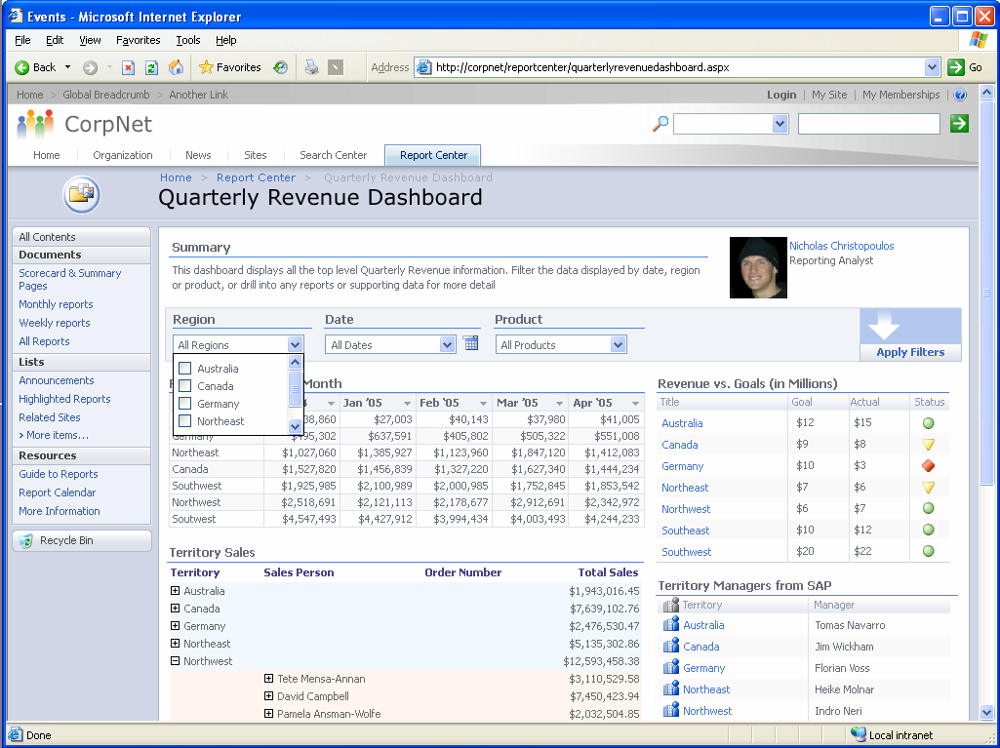 Events - Microsoft Internet Explorer
File Edit View Favorites Tools Help
Back Favorites Address http://corpnet/reportcenter/quarterlyrevenuedashboard.aspx Go
Home > Global Breadcrumb > Another Link Login | My Site | My Memberships |
CorpNet
Home Organization News Sites Search Center Report Center
Home > Report Center > Quarterly Revenue Dashboard
Quarterly Revenue Dashboard
All Contents
Documents
Scorecard & Summary
Pages
Monthly reports
Weekly reports
All Reports
Lists
Announcements
Highlighted Reports
Related Sites
> More items...
Resources
Guide to Reports
Report Calendar
More Information
Recycle Bin
Summary
This dashboard displays all the top level Quarterly Revenue information. Filter the data displayed by date, region
or product, or drill into any reports or supporting data for more detail
Nicholas Christopoulos
Reporting Analyst
Region Date Product
All Regions All Dates All Products
Apply Filters
Australia
Canada
Germany
Northeast
Month
Jan '05 Feb '05 Mar '05 Apr '05
38,860 $27,003 $40,143 $37,980 $41,005
Germany $495,302 $637,591 $405,802 $505,322 $551,008
Northeast $1,027,060 $1,385,927 $1,123,960 $1,847,120 $1,412,083
Canada $1,527,820 $1,456,839 $1,327,220 $1,627,340 $1,444,234
Southwest $1,925,985 $2,100,989 $2,000,985 $1,752,845 $1,853,542
Northwest $2,518,691 $2,121,113 $2,178,677 $2,912,691 $2,342,972
Soutwest $4,547,493 $4,427,912 $3,994,434 $4,003,493 $4,244,233
Revenue vs. Goals (in Millions)
Title Goal Actual Status
Australia $12 $15
Canada $9 $8
Germany $10 $3
Northeast $7 $6
Northwest $6 $7
Southeast $10 $12
Southwest $20 $22
Territory Sales
Territory Sales Person Order Number Total Sales
Australia $1,943,016.45
Canada $7,639,102.76
Germany $2,476,530.47
Northeast $5,135,302.86
Northwest $12,593,458.38
Tete Mensa-Annan $3,110,529.58
David Campbell $7,450,423.94
Pamela Ansman-Wolfe $2,032,504.85
Territory Managers from SAP
Territory Manager
Australia Tomas Navarro
Canada Jim Wickham
Germany Florian Voss
Northeast Heike Molnar
Northwest Indro Neri
Done Local intranet